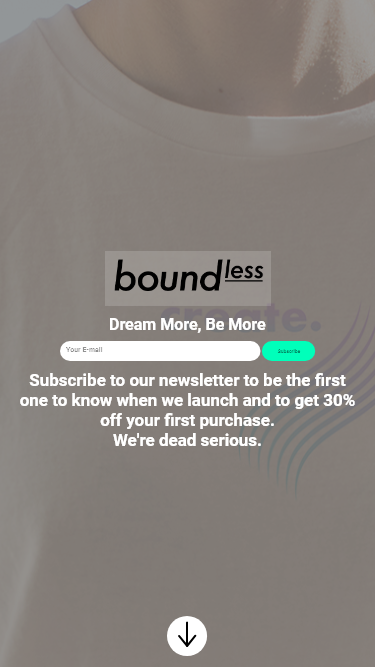 boundless
create.
Dream More, Be More
Your E-mail
Subscribe
Subscribe to our newsletter to be the first
one to know when we launch and to get 30%
off your first purchase.
We're dead serious.